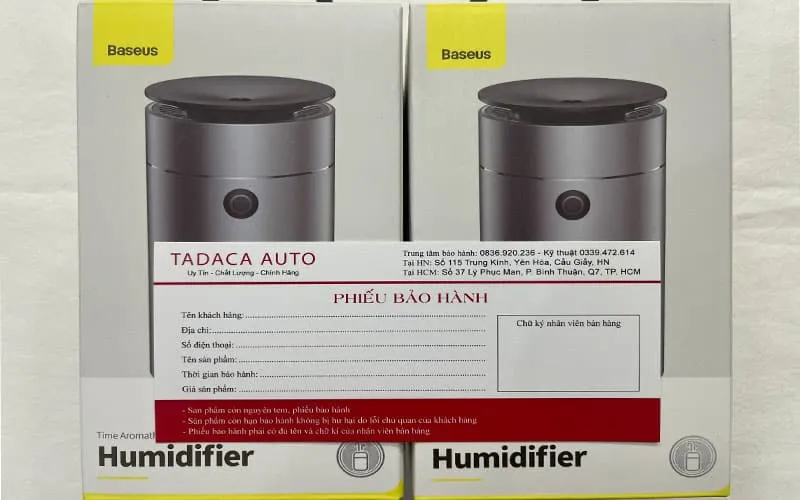 Baseus
Baseus
TADACA AUTO
Uy Tín - Chất Lượng - Chính Hãng
Trung tâm bảo hành: 0836.920.236 - Kỹ thuật 0339.472.614
Tại HN: Số 115 Trung Kính, Yên Hòa, Cầu Giấy, HN
Tại HCM: Số 37 Lý Phục Man, P. Bình Thuận, Q7, TP. HCM
PHIẾU BẢO HÀNH
Tên khách hàng:
Địa chỉ:
Số điện thoại:
Tên sản phẩm:
Thời gian bảo hành:
Giá sản phẩm:
Chữ ký nhân viên bán hàng
- Sản phẩm còn nguyên tem, phiếu bảo hành
- Sản phẩm còn hạn bảo hành không bị hư hại do lỗi chủ quan của khách hàng
- Phiếu bảo hành phải có đủ tên và chữ kí của nhân viên bán hàng
Time Aromath
Humidifier
Humidifier